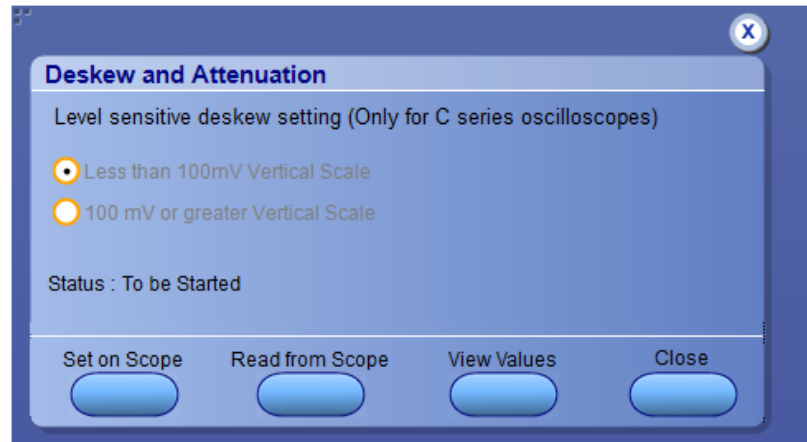 X
Deskew and Attenuation
Level sensitive deskew setting (Only for C series oscilloscopes)
Less than 100mV Vertical Scale
100 mV or greater Vertical Scale
Status : To be Started
Set on Scope Read from Scope View Values Close